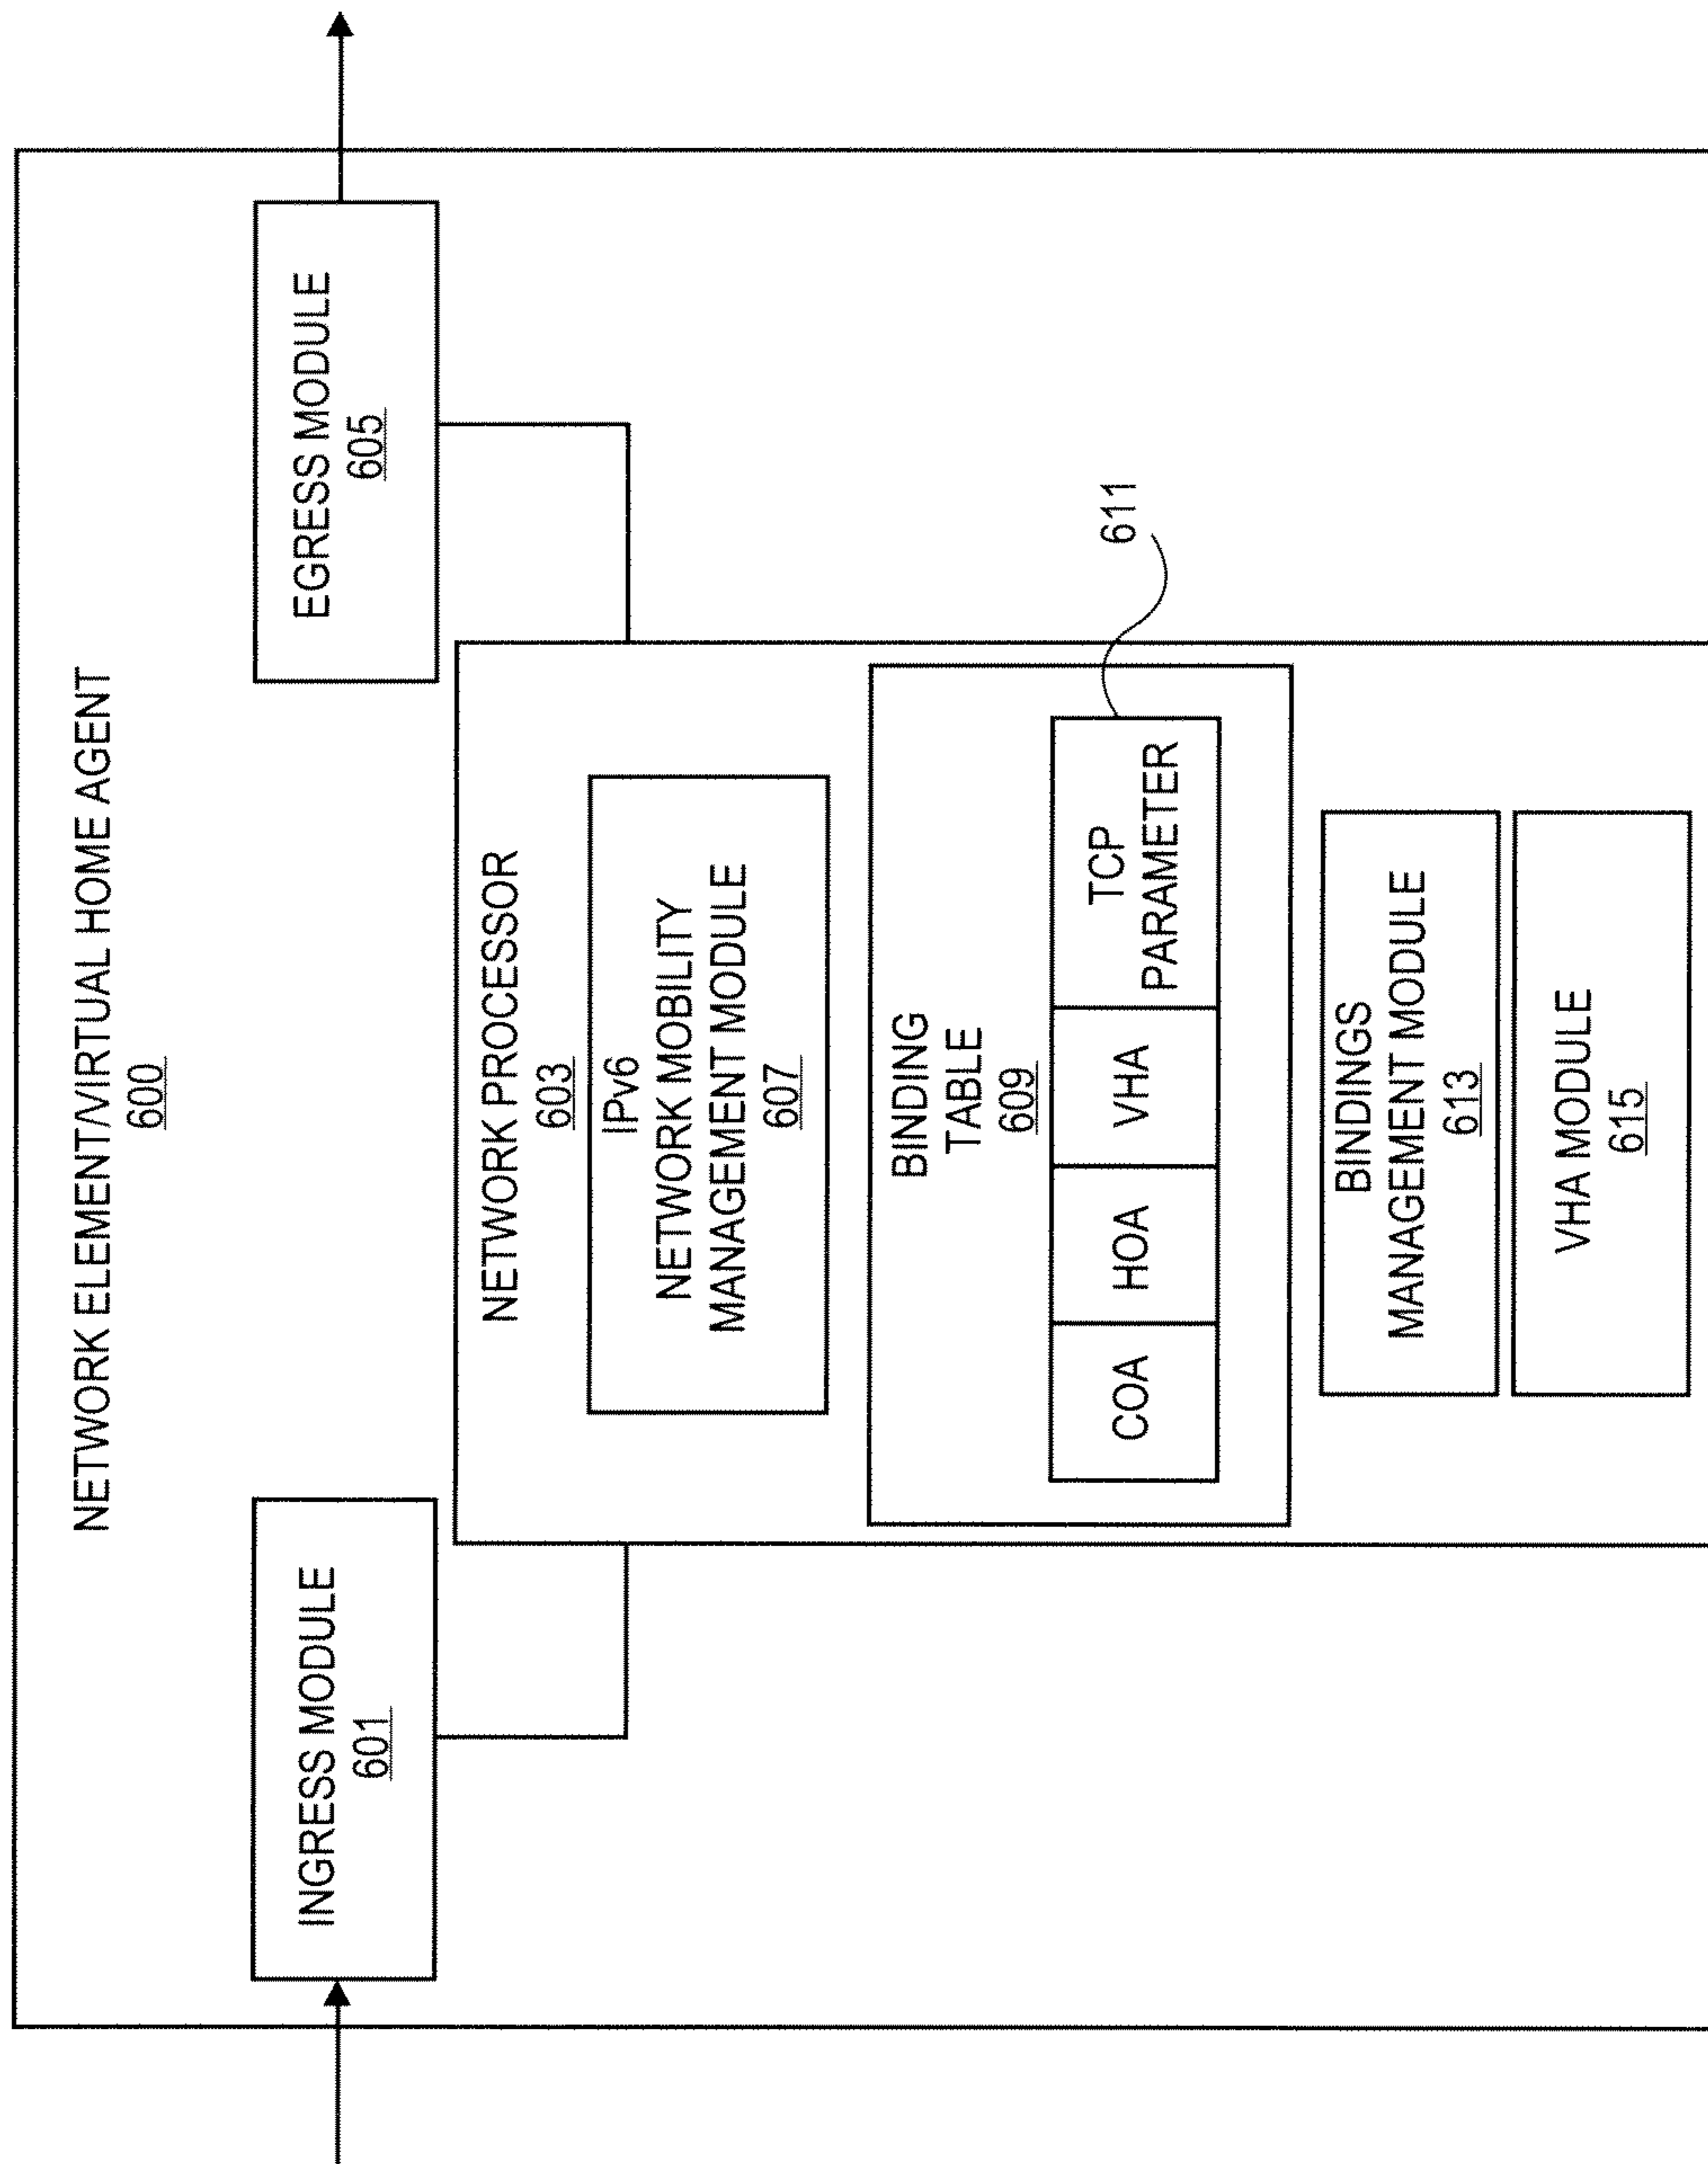 NETWORK ELEMENT/VIRTUAL HOME AGENT
600
INGRESS MODULE
601
EGRESS MODULE
605
NETWORK PROCESSOR
603
IPv6
NETWORK MOBILITY
MANAGEMENT MODULE
607
BINDING
TABLE
609
COA
HOA
VHA
TCP
PARAMETER
611
BINDINGS
MANAGEMENT MODULE
613
VHA MODULE
615